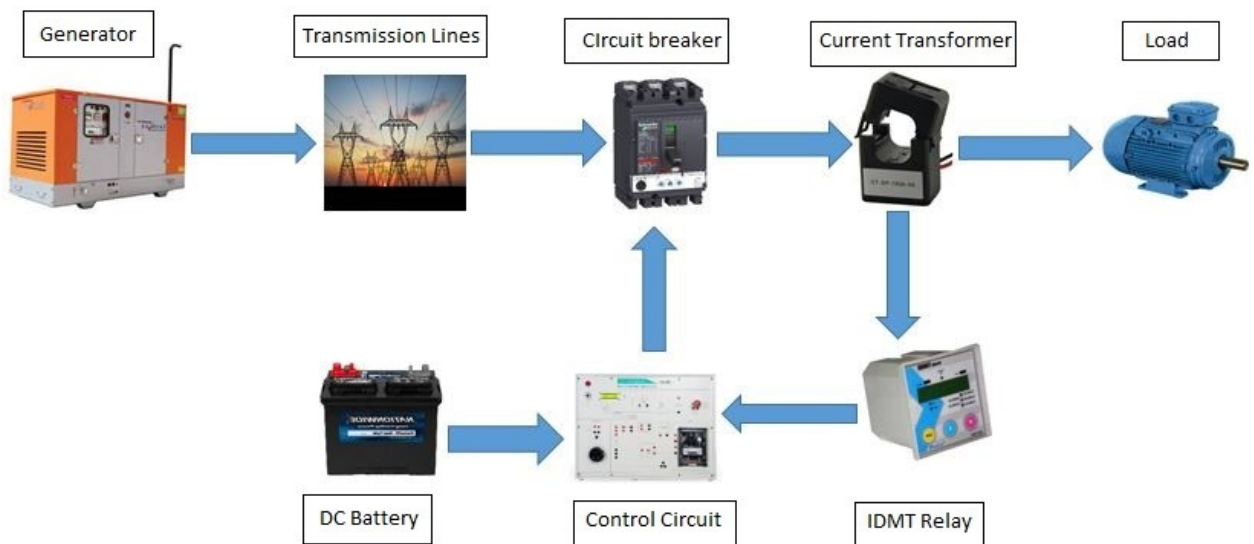 Generator
Transmission Lines
CIrcuit breaker
Current Transformer
Load
DC Battery
Control Circuit
IDMT Relay